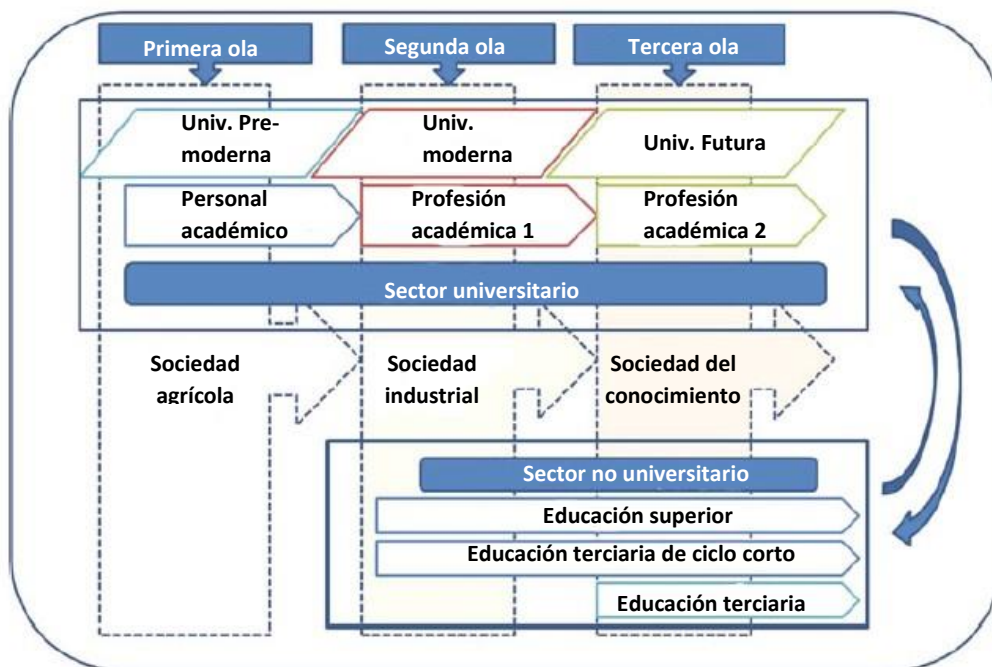 Primera ola
Segunda ola
Tercera ola
Univ. Pre-
moderna
Univ.
moderna
Univ. Futura
Personal
académico
Profesión
académica 1
Profesión
académica 2
Sector universitario
Sociedad
agrícola
Sociedad
industrial
Sociedad del
conocimiento
Sector no universitario
Educación superior
Educación terciaria de ciclo corto
Educación terciaria